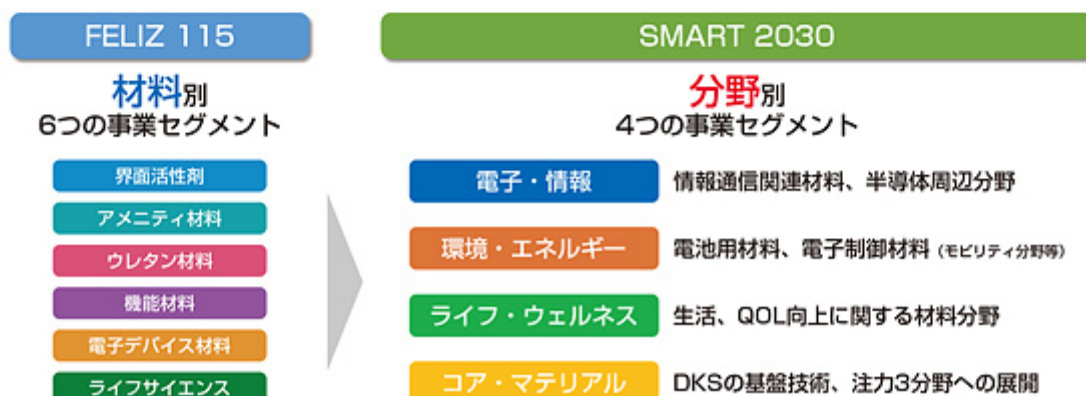 FELIZ 115
材料別
6つの事業セグメント
界面活性剤
アメニティ材料
ウレタン材料
機能材料
電子デバイス材料
ライフサイエンス
SMART 2030
分野別
4つの事業セグメント
電子・情報 情報通信関連材料、半導体周辺分野
環境・エネルギー 電池用材料、電子制御材料（モビリティ分野等）
ライフ・ウェルネス 生活、QOL向上に関する材料分野
コア・マテリアル DKSの基盤技術、注力3分野への展開